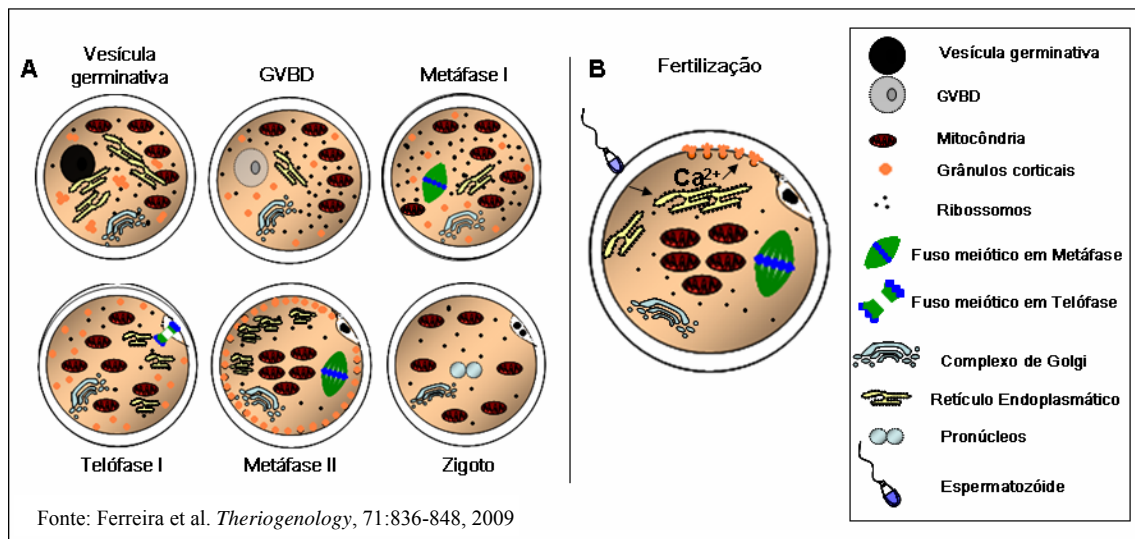 A
Vesícula
germinativa
GVBD
Metáfase I
Telófase I
Metáfase II
Zigoto
Fonte: Ferreira et al. Theriogenology, 71:836-848, 2009
B
Fertilização
Ca2+
Vesícula germinativa
GVBD
Mitocôndria
Grânulos corticais
Ribossomos
Fuso meiótico em Metáfase
Fuso meiótico em Telófase
Complexo de Golgi
Retículo Endoplasmático
Pronúcleos
Espermatozóide